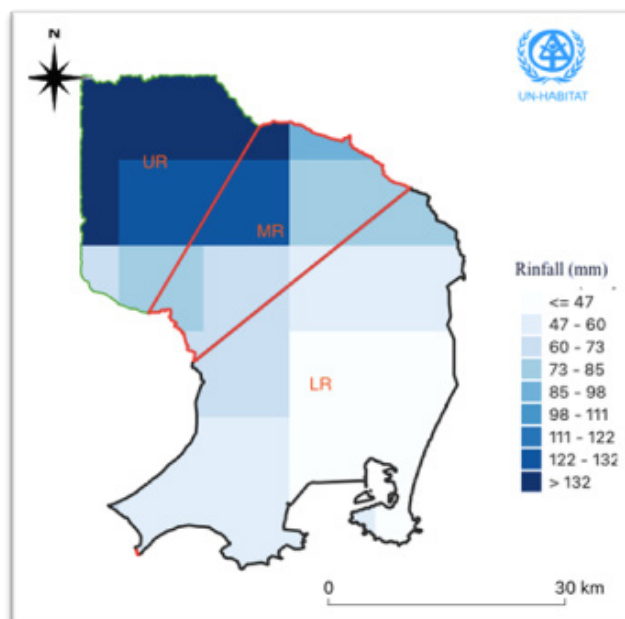 N
UN-HABITAT
UR
MR
LR
Rinfall (mm)
<= 47
47 - 60
60 - 73
73 - 85
85 - 98
98 - 111
111 - 122
122 - 132
> 132
0 30 km